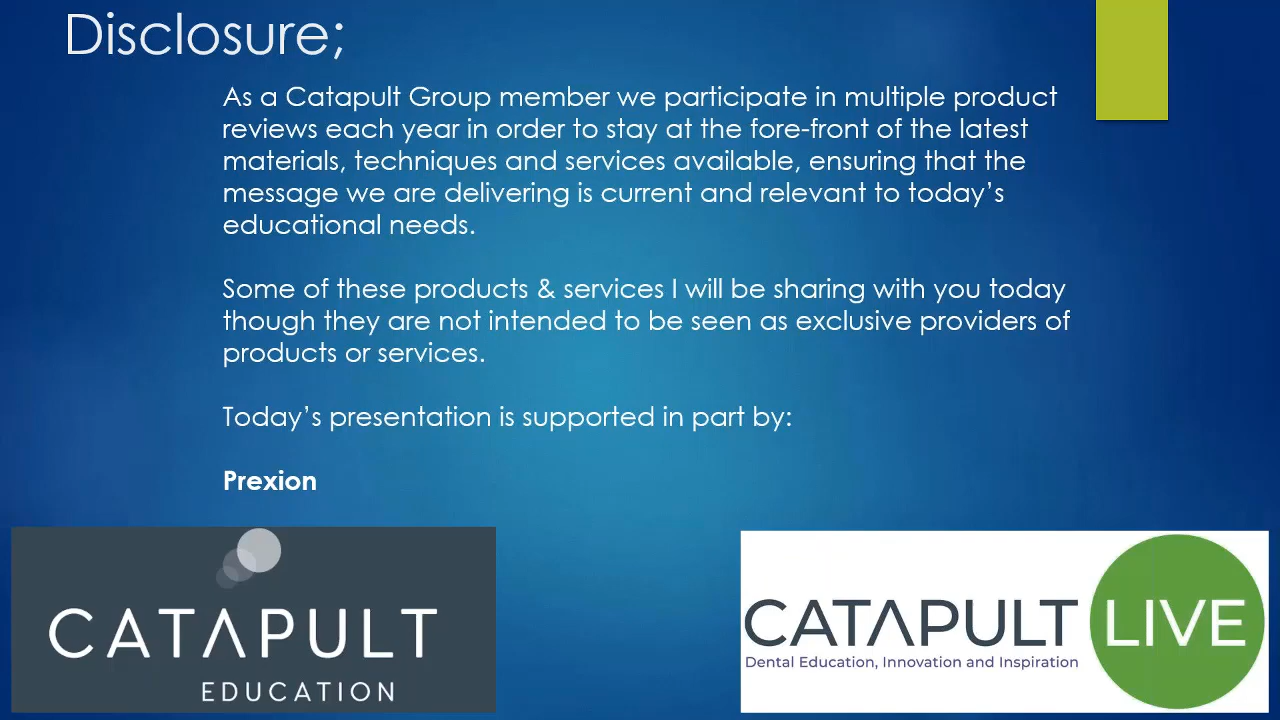 Disclosure;
As a Catapult Group member we participate in multiple product
reviews each year in order to stay at the fore-front of the latest
materials, techniques and services available, ensuring that the
message we are delivering is current and relevant to today’s
educational needs.
Some of these products & services I will be sharing with you today
though they are not intended to be seen as exclusive providers of
products or services.
Today’s presentation is supported in part by:
Prexion
CATAPULT
EDUCATION
CATAPULT LIVE
Dental Education, Innovation and Inspiration